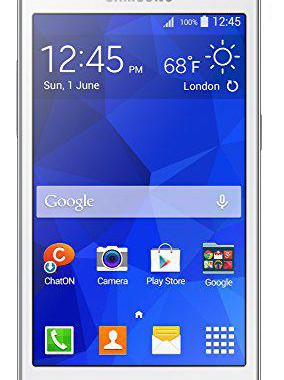 SAMSUNG
100% 12:45
12:45 PM
68°F
Sun, 1 June
London
Google
ChatON
Camera
Play Store
Google